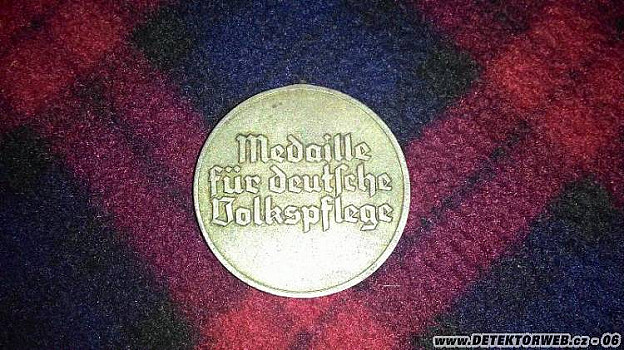 Medaille
für deutsche
Volkspflege
WWW.DETEKTORWEB.cz - 06